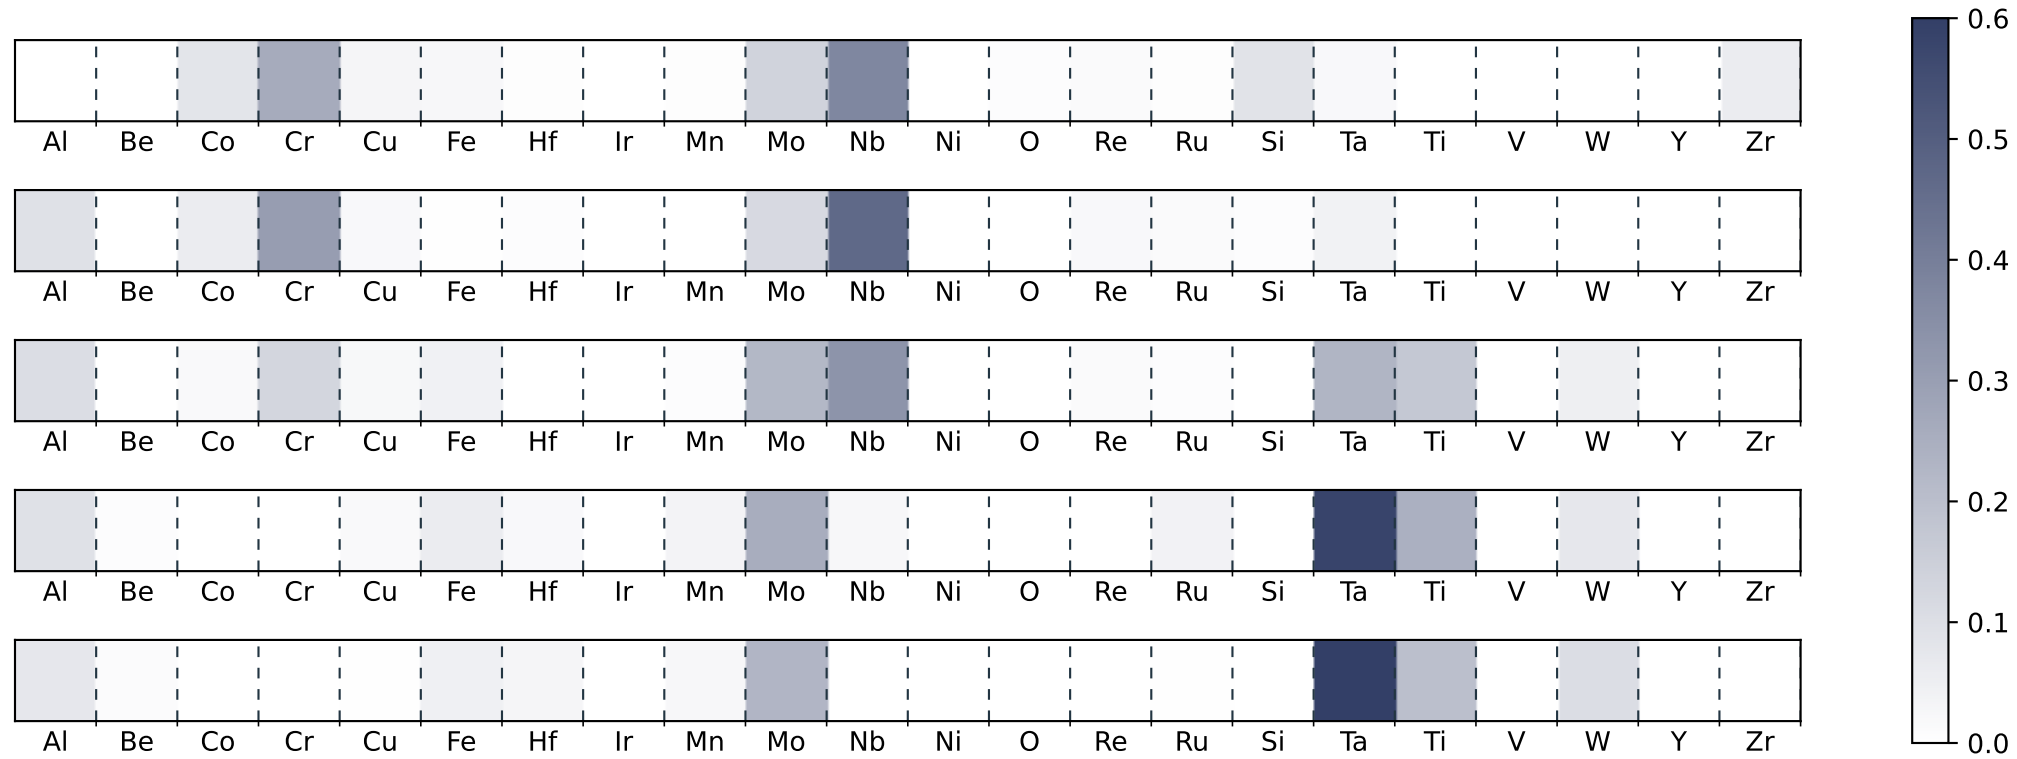 Al Be Co Cr Cu Fe Hf Ir Mn Mo Nb Ni O Re Ru Si Ta Ti V W Y Zr
Al Be Co Cr Cu Fe Hf Ir Mn Mo Nb Ni O Re Ru Si Ta Ti V W Y Zr
Al Be Co Cr Cu Fe Hf Ir Mn Mo Nb Ni O Re Ru Si Ta Ti V W Y Zr
Al Be Co Cr Cu Fe Hf Ir Mn Mo Nb Ni O Re Ru Si Ta Ti V W Y Zr
Al Be Co Cr Cu Fe Hf Ir Mn Mo Nb Ni O Re Ru Si Ta Ti V W Y Zr
0.6
0.5
0.4
0.3
0.2
0.1
0.0